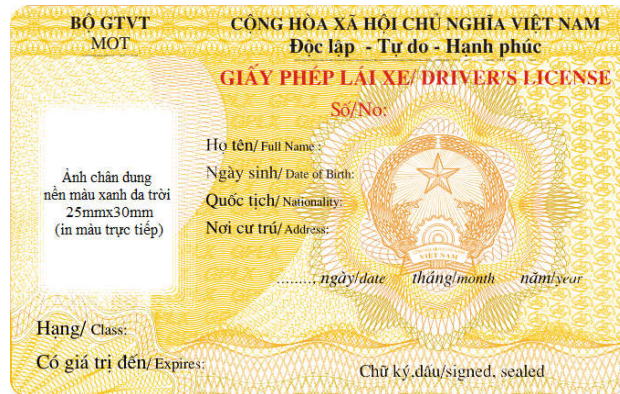 BỘ GTVT
MOT
CỘNG HÒA XÃ HỘI CHỦ NGHĨA VIỆT NAM
Độc lập - Tự do - Hạnh phúc
GIẤY PHÉP LÁI XE/ DRIVER'S LICENSE
Số/No:
Ảnh chân dung
nền màu xanh da trời
25mmx30mm
(in màu trực tiếp)
Họ tên/ Full Name :
Ngày sinh/ Date of Birth:
Quốc tịch/ Nationality:
Nơi cư trú/ Address:
VIỆT NAM
........, ngày/date tháng/month năm/year
Hạng/ Class:
Có giá trị đến/ Expires:
Chữ ký,dấu/signed, sealed